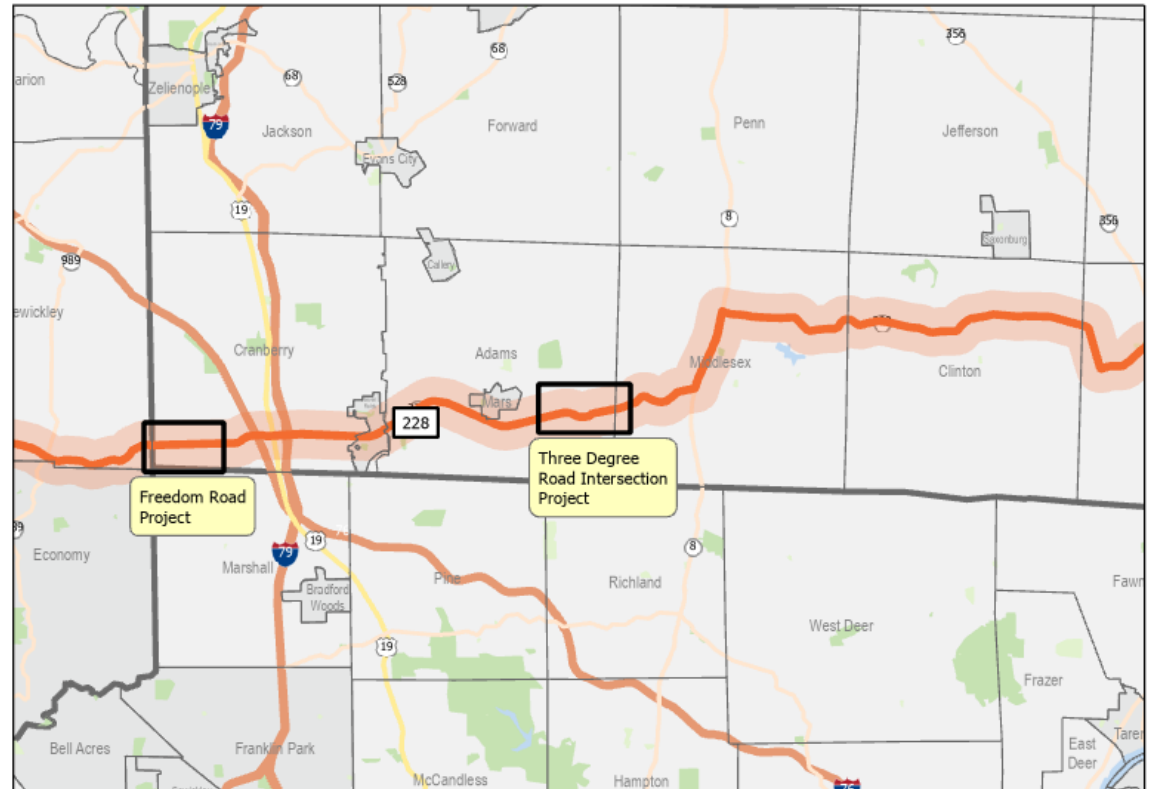 356
68
68
528
arion
Zelienople
79
Jackson
Forward
Penn
Jefferson
Evans City
19
8
356
Saxonburg
989
Callery
ewickley
Cranberry
Adams
Middlesex
Clinton
Mars
228
Three Degree
Road Intersection
Project
Freedom Road
Project
19
8
Economy
79
Marshall
Pine
Richland
Fawn
Bradford
Woods
West Deer
19
Frazer
Bell Acres
Franklin Park
East
Deer
Taren
McCandless
Hampton
76